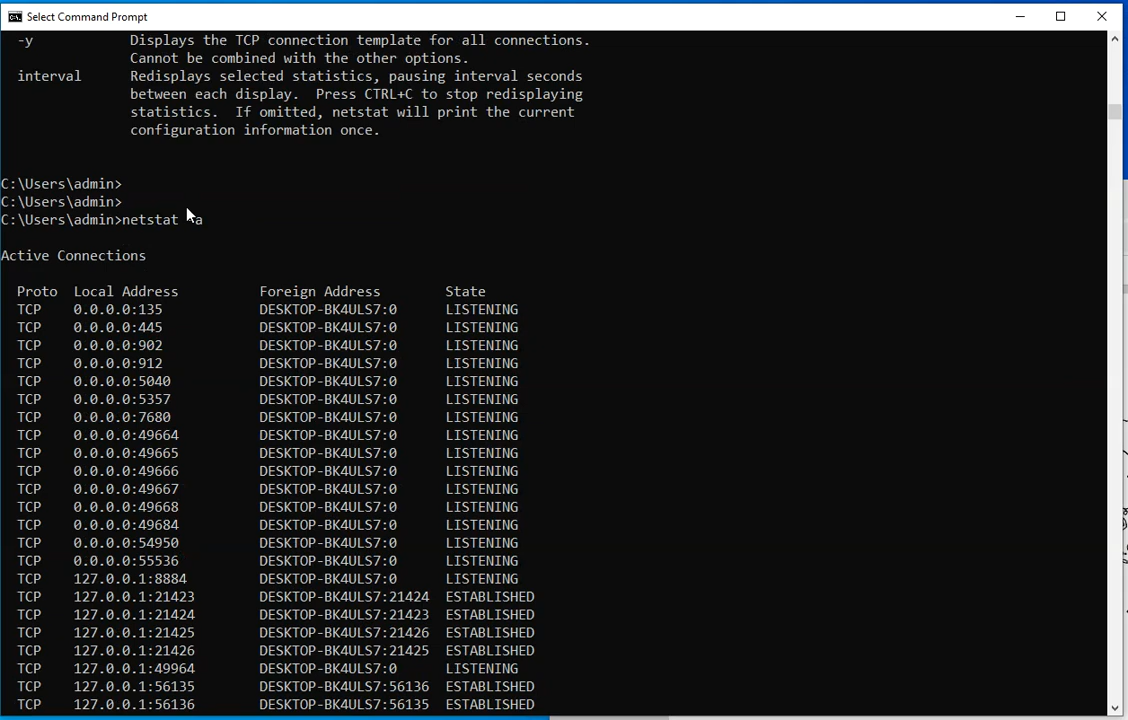 Select Command Prompt
-y Displays the TCP connection template for all connections.
Cannot be combined with the other options.
interval Redisplays selected statistics, pausing interval seconds
between each display. Press CTRL+C to stop redisplaying
statistics. If omitted, netstat will print the current
configuration information once.
C:\Users\admin>
C:\Users\admin>
C:\Users\admin>netstat a
Active Connections
Proto Local Address Foreign Address State
TCP 0.0.0.0:135 DESKTOP-BK4ULS7:0 LISTENING
TCP 0.0.0.0:445 DESKTOP-BK4ULS7:0 LISTENING
TCP 0.0.0.0:902 DESKTOP-BK4ULS7:0 LISTENING
TCP 0.0.0.0:912 DESKTOP-BK4ULS7:0 LISTENING
TCP 0.0.0.0:5040 DESKTOP-BK4ULS7:0 LISTENING
TCP 0.0.0.0:5357 DESKTOP-BK4ULS7:0 LISTENING
TCP 0.0.0.0:7680 DESKTOP-BK4ULS7:0 LISTENING
TCP 0.0.0.0:49664 DESKTOP-BK4ULS7:0 LISTENING
TCP 0.0.0.0:49665 DESKTOP-BK4ULS7:0 LISTENING
TCP 0.0.0.0:49666 DESKTOP-BK4ULS7:0 LISTENING
TCP 0.0.0.0:49667 DESKTOP-BK4ULS7:0 LISTENING
TCP 0.0.0.0:49668 DESKTOP-BK4ULS7:0 LISTENING
TCP 0.0.0.0:49684 DESKTOP-BK4ULS7:0 LISTENING
TCP 0.0.0.0:54950 DESKTOP-BK4ULS7:0 LISTENING
TCP 0.0.0.0:55536 DESKTOP-BK4ULS7:0 LISTENING
TCP 127.0.0.1:8884 DESKTOP-BK4ULS7:0 LISTENING
TCP 127.0.0.1:21423 DESKTOP-BK4ULS7:21424 ESTABLISHED
TCP 127.0.0.1:21424 DESKTOP-BK4ULS7:21423 ESTABLISHED
TCP 127.0.0.1:21425 DESKTOP-BK4ULS7:21426 ESTABLISHED
TCP 127.0.0.1:21426 DESKTOP-BK4ULS7:21425 ESTABLISHED
TCP 127.0.0.1:49964 DESKTOP-BK4ULS7:0 LISTENING
TCP 127.0.0.1:56135 DESKTOP-BK4ULS7:56136 ESTABLISHED
TCP 127.0.0.1:56136 DESKTOP-BK4ULS7:56135 ESTABLISHED